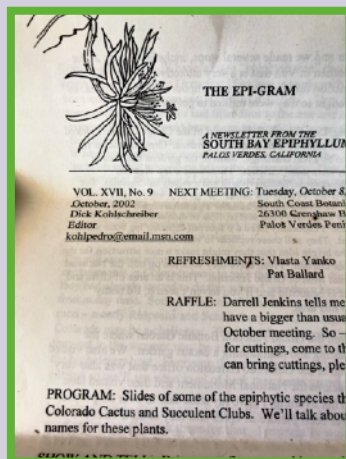 THE EPI-GRAM
A NEWSLETTER FROM THE
SOUTH BAY EPIPHYLLUM
PALOS VERDES, CALIFORNIA
VOL. XVII, No. 9 NEXT MEETING: Tuesday, October 8,
October, 2002 South Coast Botani
Dick Kohlschreiber 26300 Crenshaw B
Editor Palos Verdes Peni
kohlpedro@email.msn.com
REFRESHMENTS: Vlasta Yanko
Pat Ballard
RAFFLE: Darrell Jenkins tells me
have a bigger than usua
October meeting. So –
for cuttings, come to th
can bring cuttings, ple
PROGRAM: Slides of some of the epiphytic species th
Colorado Cactus and Succulent Clubs. We'll talk about
names for these plants.
SHOW AND TELL: